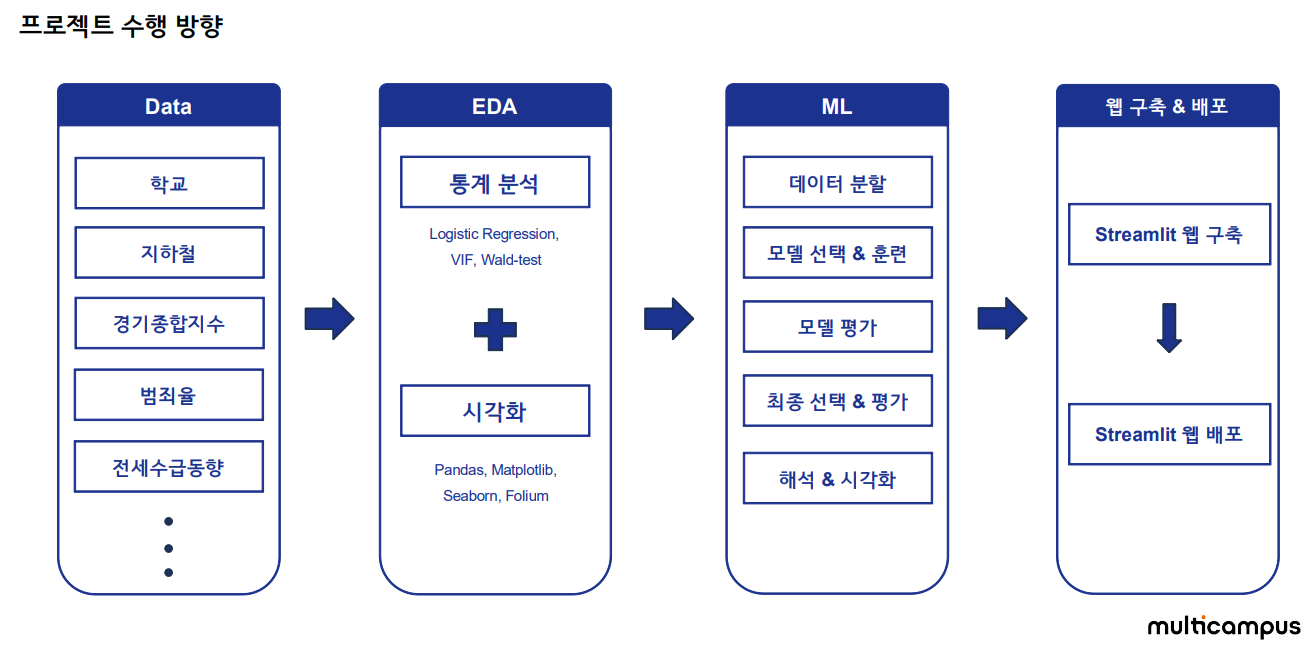 프로젝트 수행 방향
Data
학교
지하철
경기종합지수
범죄율
전세수급동향
EDA
통계 분석
Logistic Regression,
VIF, Wald-test
시각화
Pandas, Matplotlib,
Seaborn, Folium
ML
데이터 분할
모델 선택 & 훈련
모델 평가
최종 선택 & 평가
해석 & 시각화
웹 구축 & 배포
Streamlit 웹 구축
Streamlit 웹 배포
multicampus